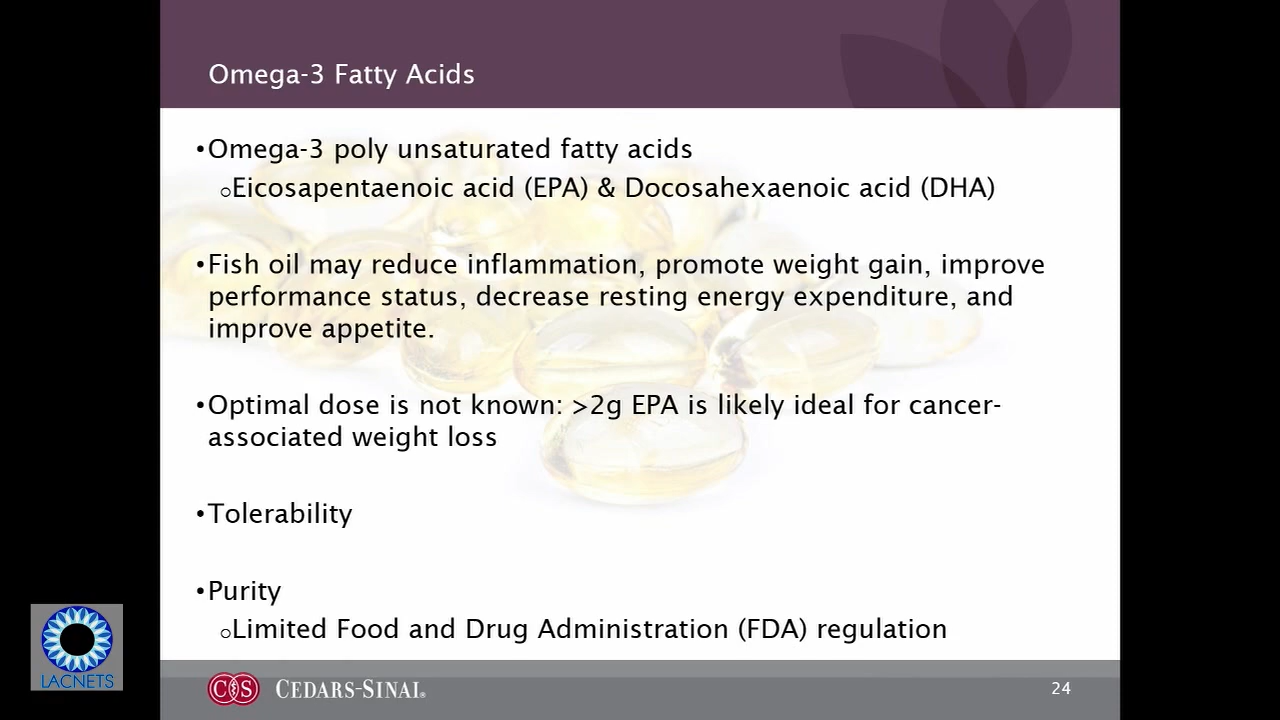 Omega-3 Fatty Acids
•Omega-3 poly unsaturated fatty acids
oEicosapentaenoic acid (EPA) & Docosahexaenoic acid (DHA)
•Fish oil may reduce inflammation, promote weight gain, improve
performance status, decrease resting energy expenditure, and
improve appetite.
•Optimal dose is not known: >2g EPA is likely ideal for cancer-
associated weight loss
•Tolerability
•Purity
oLimited Food and Drug Administration (FDA) regulation
LACNETS
CS CEDARS-SINAI®
24